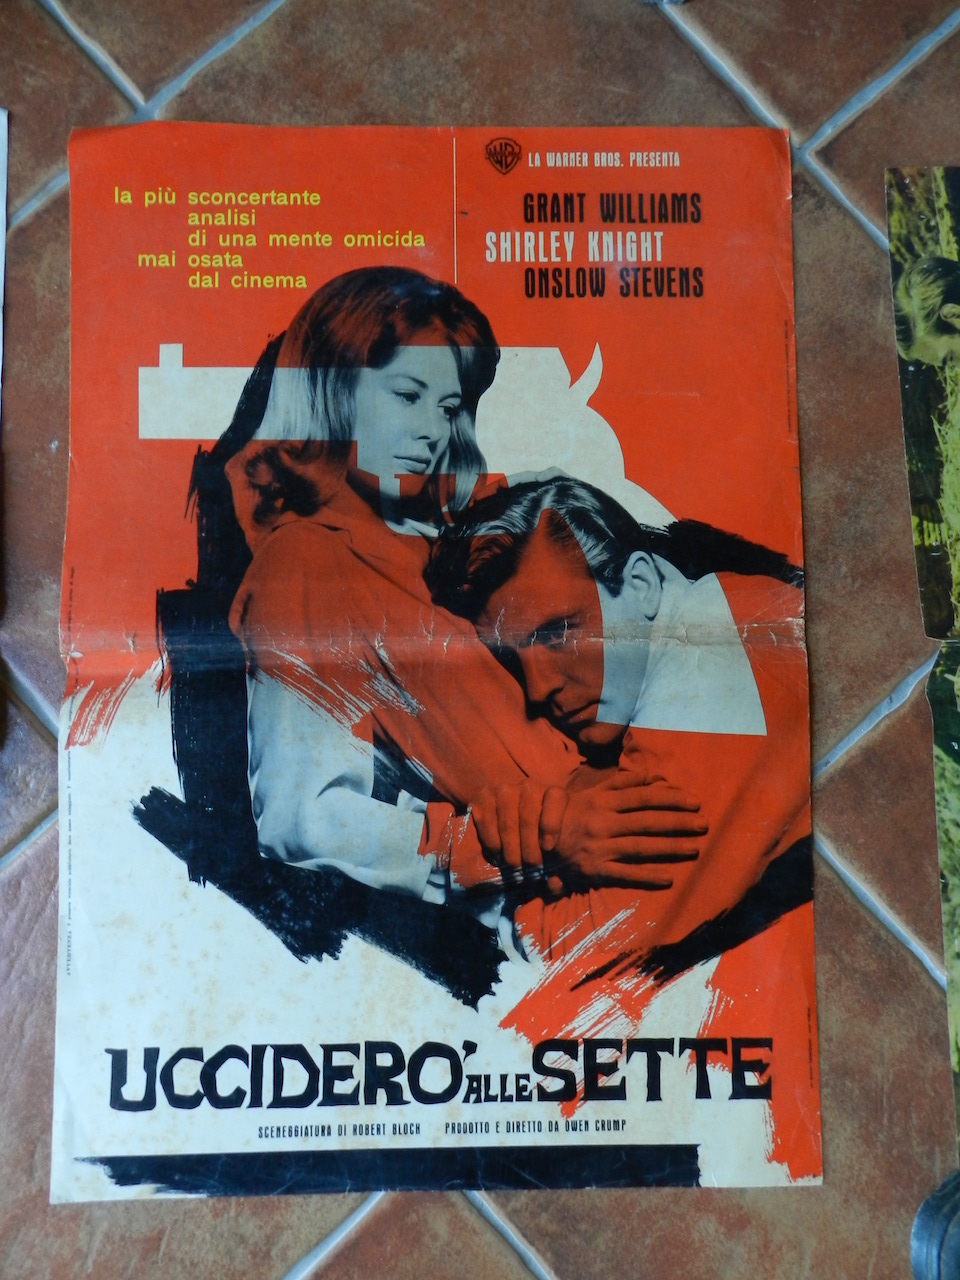 la più sconcertante
analisi
di una mente omicida
mai osata
dal cinema
WB
LA WARNER BROS. PRESENTA
GRANT WILLIAMS
SHIRLEY KNIGHT
ONSLOW STEVENS
UCCIDERO' ALLE SETTE
SCENEGGIATURA DI ROBERT BLOCH PRODOTTO E DIRETTO DA OWEN CRUMP